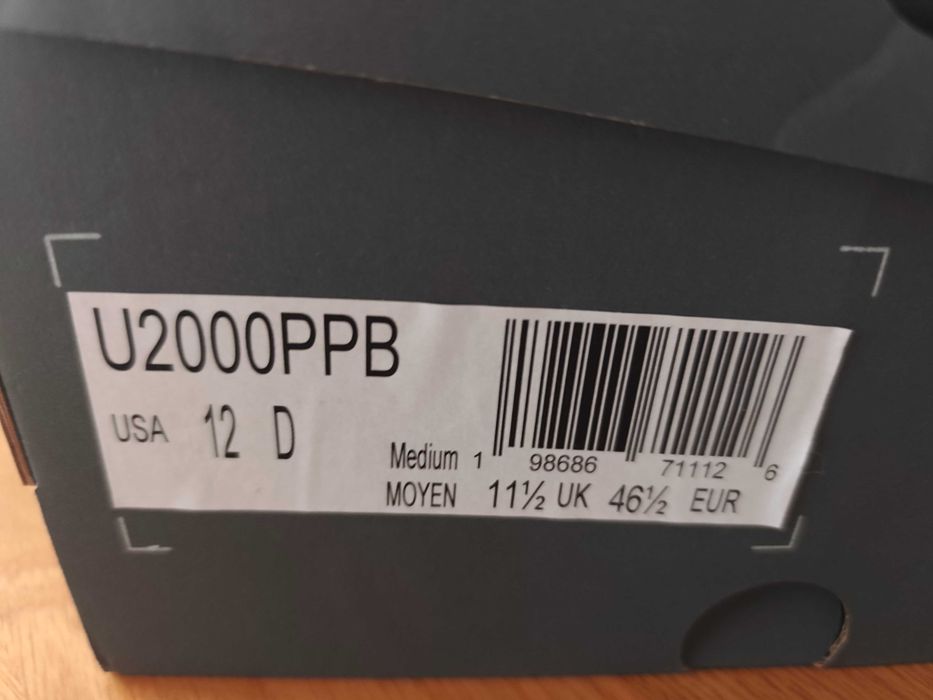 U2000PPB
USA 12 D
Medium 1 98686 71112 6
MOYEN 11½ UK 46½ EUR